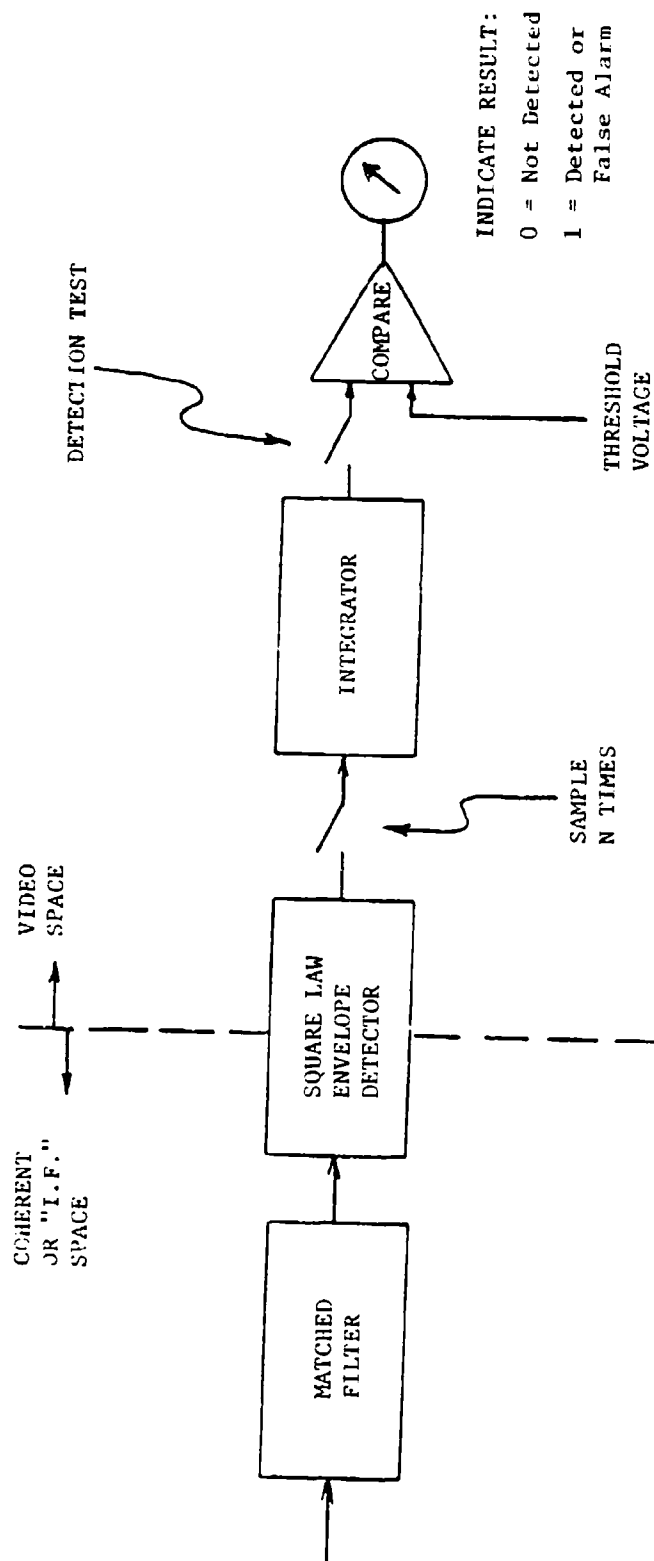 COHERENT
OR "I.F."
SPACE
VIDEO
SPACE
MATCHED
FILTER
SQUARE LAW
ENVELOPE
DETECTOR
SAMPLE
N TIMES
INTEGRATOR
DETECTION TEST
COMPARE
THRESHOLD
VOLTAGE
INDICATE RESULT:
0 = Not Detected
1 = Detected or
False Alarm